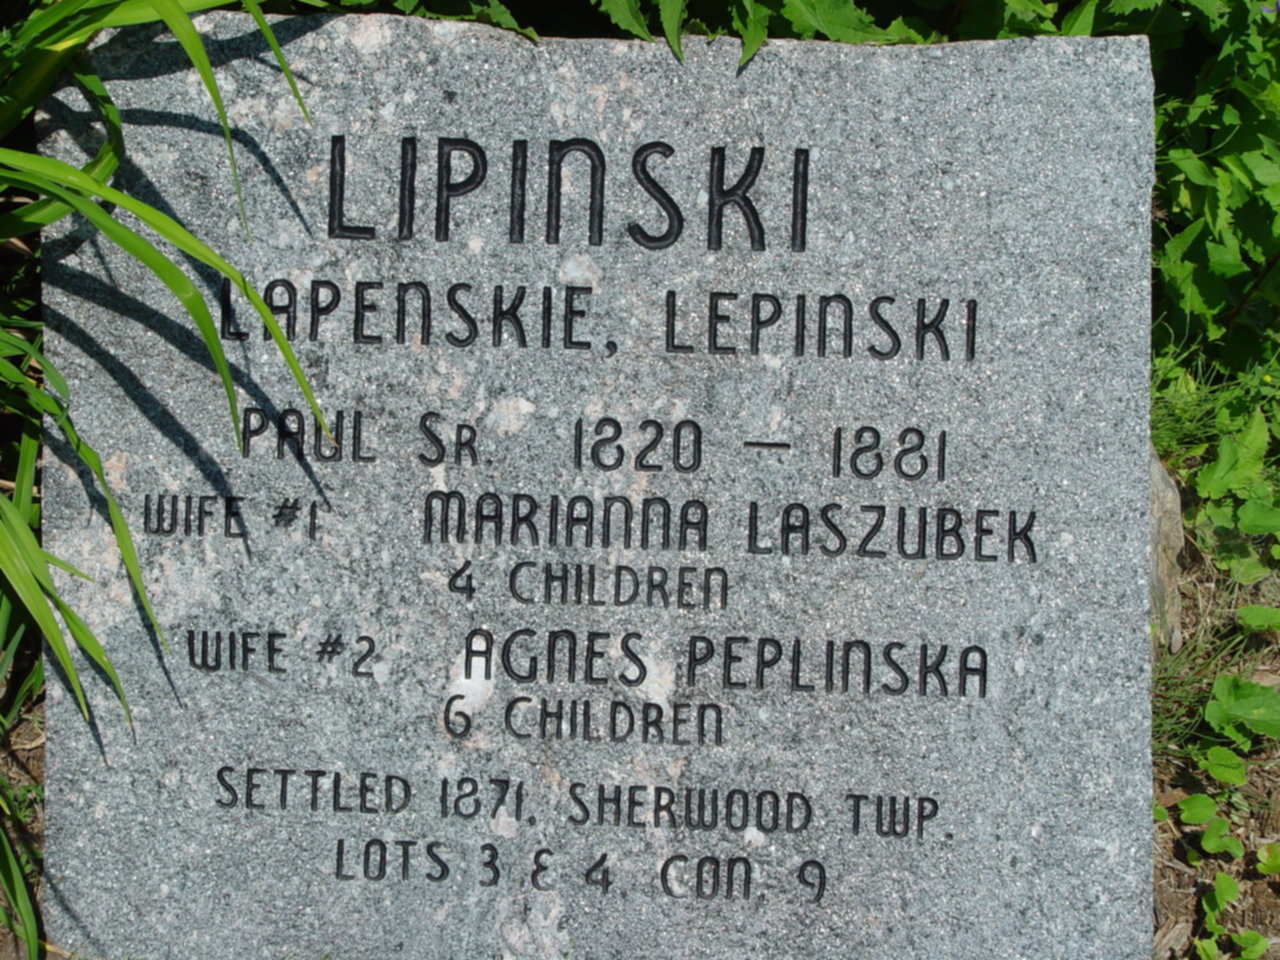 LIPINSKI
LAPENSKIE, LEPINSKI
PAUL SR. 1820 — 1881
WIFE #1 MARIANNA LASZUBEK
4 CHILDREN
WIFE #2 AGNES PEPLINSKA
6 CHILDREN
SETTLED 1871, SHERWOOD TWP.
LOTS 3 & 4 CON. 9